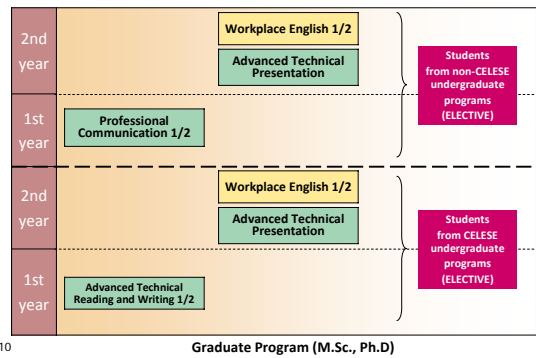 2nd
year
Workplace English 1/2
Advanced Technical
Presentation
1st
year
Professional
Communication 1/2
Students
from non-CELESE
undergraduate
programs
(ELECTIVE)
2nd
year
Workplace English 1/2
Advanced Technical
Presentation
1st
year
Advanced Technical
Reading and Writing 1/2
Students
from CELESE
undergraduate
programs
(ELECTIVE)
10
Graduate Program (M.Sc., Ph.D)